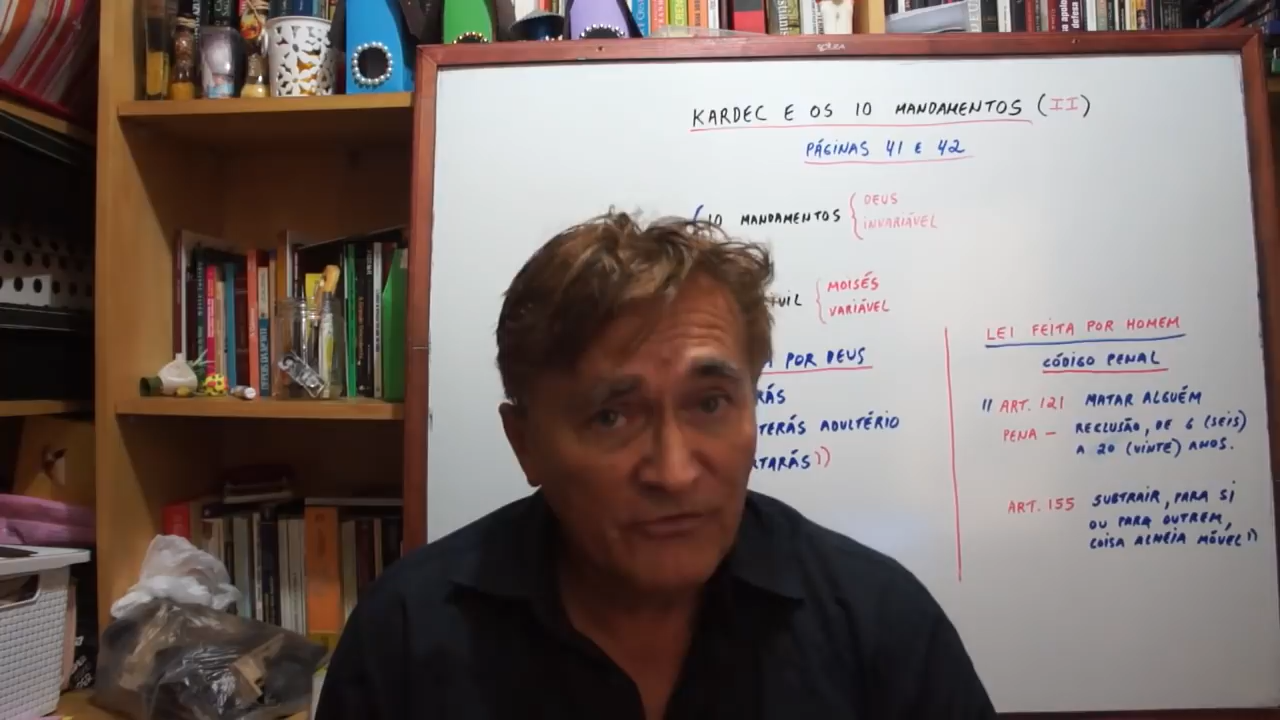 KARDEC E OS 10 MANDAMENTOS (II)
PÁGINAS 41 E 42
10 MANDAMENTOS { DEUS
INVARIÁVEL
IVIL { MOISÉS
VARIÁVEL
POR DEUS
RÁS
TERÁS ADULTÉRIO
RTARÁS))
LEI FEITA POR HOMEM
CÓDIGO PENAL
" ART. 121 MATAR ALGUÉM
PENA - RECLUSÃO, DE 6 (SEIS)
A 20 (VINTE) ANOS.
ART. 155 SUBTRAIR, PARA SI
OU PARA OUTREM,
COISA ALHEIA MÓVEL"